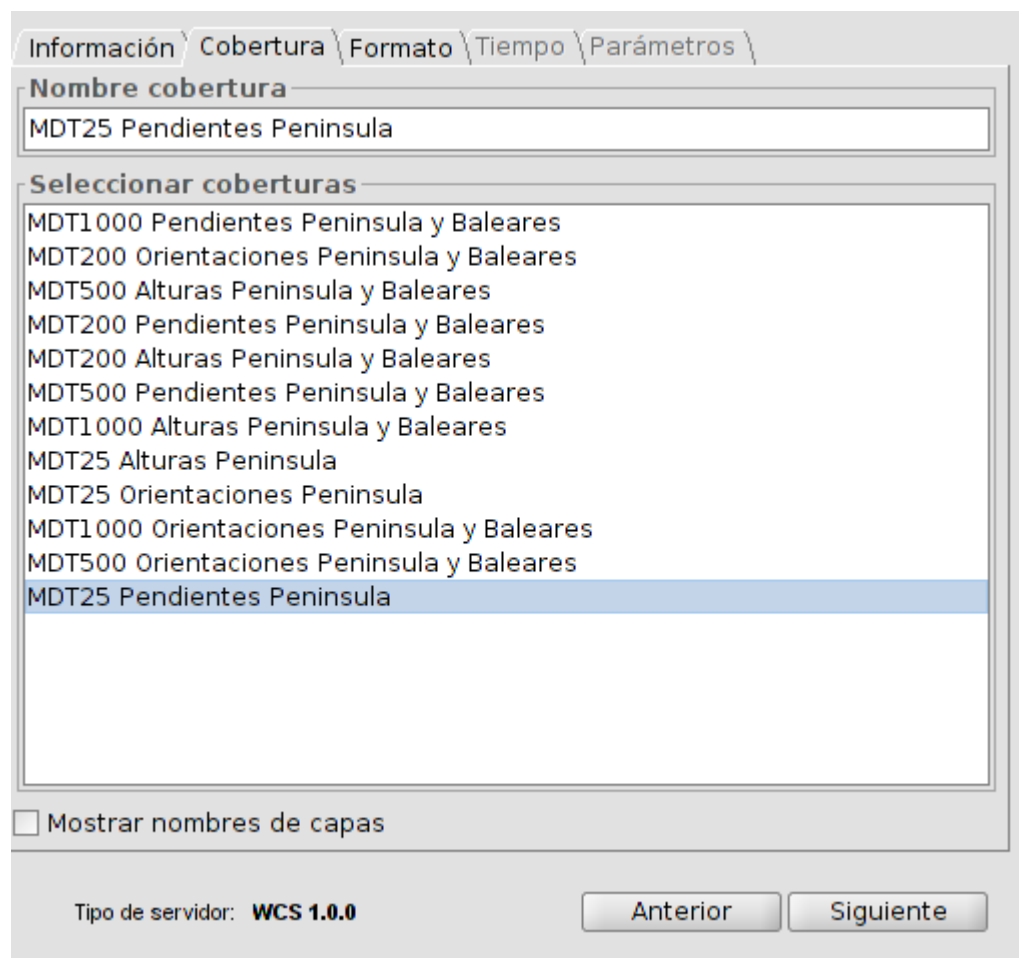 Información Cobertura Formato Tiempo Parámetros
Nombre cobertura
MDT25 Pendientes Peninsula
Seleccionar coberturas
MDT1000 Pendientes Peninsula y Baleares
MDT200 Orientaciones Peninsula y Baleares
MDT500 Alturas Peninsula y Baleares
MDT200 Pendientes Peninsula y Baleares
MDT200 Alturas Peninsula y Baleares
MDT500 Pendientes Peninsula y Baleares
MDT1000 Alturas Peninsula y Baleares
MDT25 Alturas Peninsula
MDT25 Orientaciones Peninsula
MDT1000 Orientaciones Peninsula y Baleares
MDT500 Orientaciones Peninsula y Baleares
MDT25 Pendientes Peninsula
Mostrar nombres de capas
Tipo de servidor: WCS 1.0.0 Anterior Siguiente